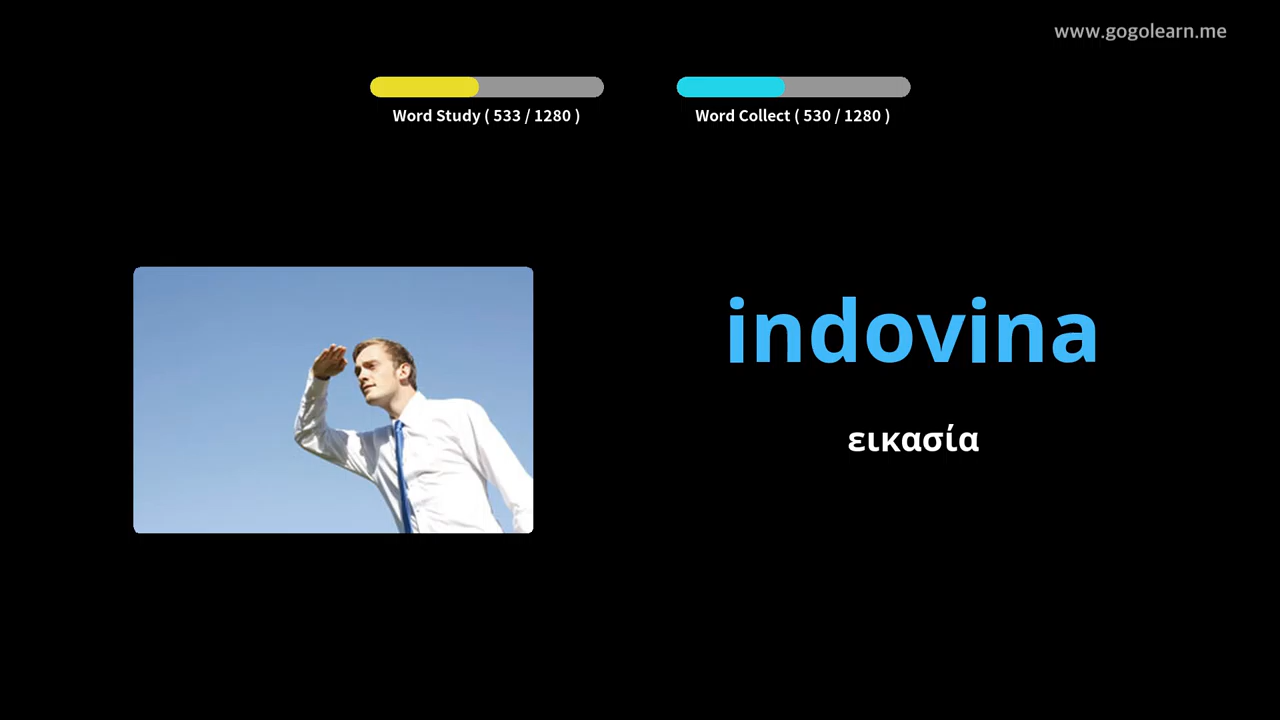 www.gogolearn.me
Word Study ( 533 / 1280 )
Word Collect ( 530 / 1280 )
indovina
εικασία